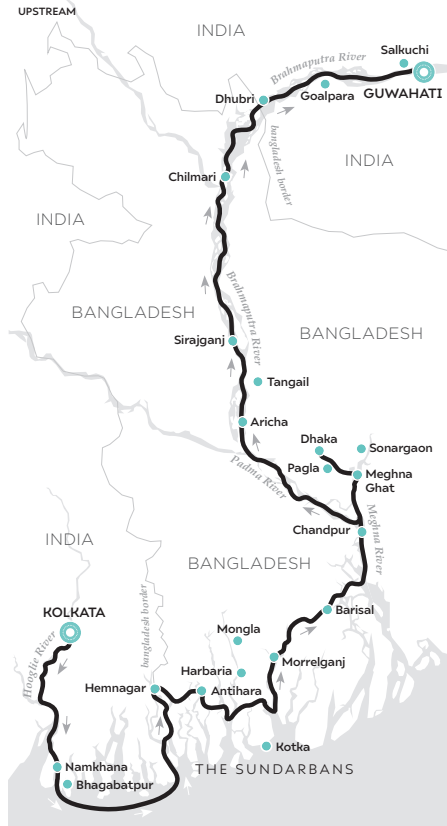 UPSTREAM
INDIA
Salkuchi
Brahmaputra River
Dhubri
Goalpara
GUWAHATI
bangladesh border
INDIA
Chilmari
INDIA
Brahmaputra River
BANGLADESH
BANGLADESH
Sirajganj
Tangail
Aricha
Dhaka
Sonargaon
Pagla
Meghna
Ghat
Padma River
Meghna River
Chandpur
INDIA
BANGLADESH
bangladesh border
KOLKATA
Barisal
Mongla
Hooglie River
Morrelganj
Harbaria
Hemnagar
Antihara
Kotka
Namkhana
THE SUNDARBANS
Bhagabatpur